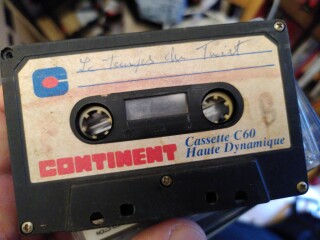 C
Le temps du Twist
CONTINENT
Cassette C60
Haute Dynamique